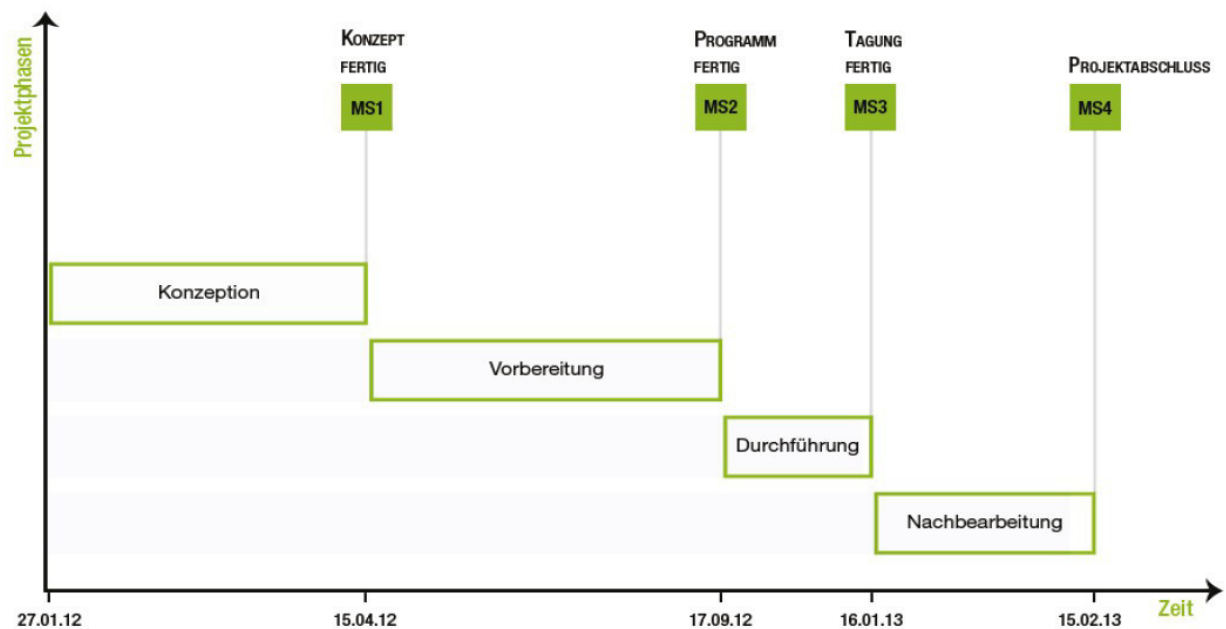 Projektphasen
KONZEPT
FERTIG
PROGRAMM
FERTIG
TAGUNG
FERTIG
PROJEKTABSCHLUSS
MS1
MS2
MS3
MS4
Konzeption
Vorbereitung
Durchführung
Nachbearbeitung
27.01.12
15.04.12
17.09.12
16.01.13
15.02.13
Zeit